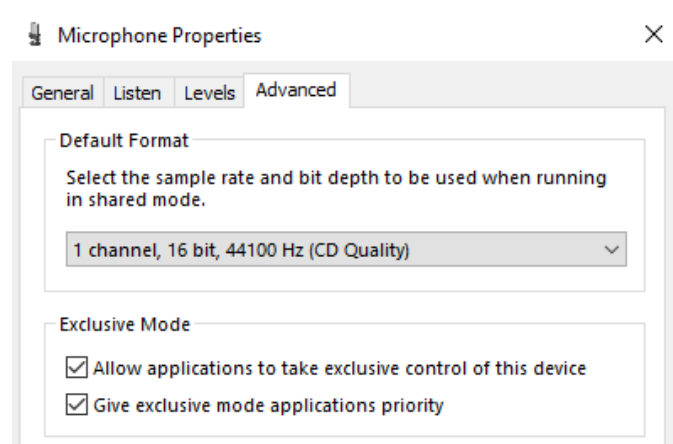 Microphone Properties
General Listen Levels Advanced
Default Format
Select the sample rate and bit depth to be used when running
in shared mode.
1 channel, 16 bit, 44100 Hz (CD Quality)
Exclusive Mode
Allow applications to take exclusive control of this device
Give exclusive mode applications priority